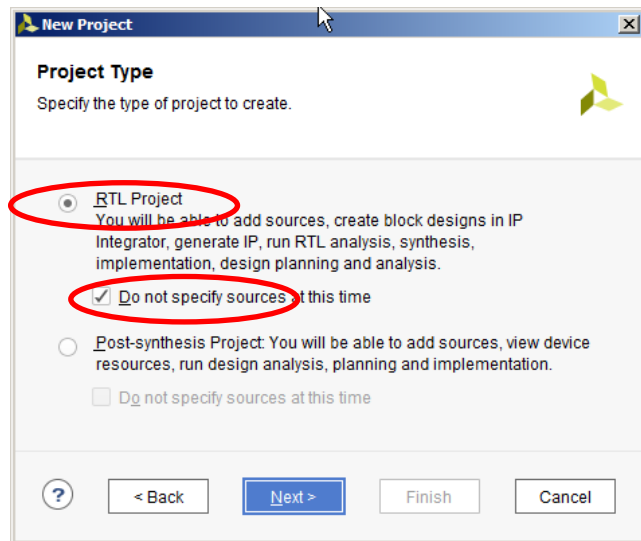 New Project
Project Type
Specify the type of project to create.
RTL Project
You will be able to add sources, create block designs in IP
Integrator, generate IP, run RTL analysis, synthesis,
implementation, design planning and analysis.
Do not specify sources at this time
Post-synthesis Project: You will be able to add sources, view device
resources, run design analysis, planning and implementation.
Do not specify sources at this time
? < Back Next > Finish Cancel